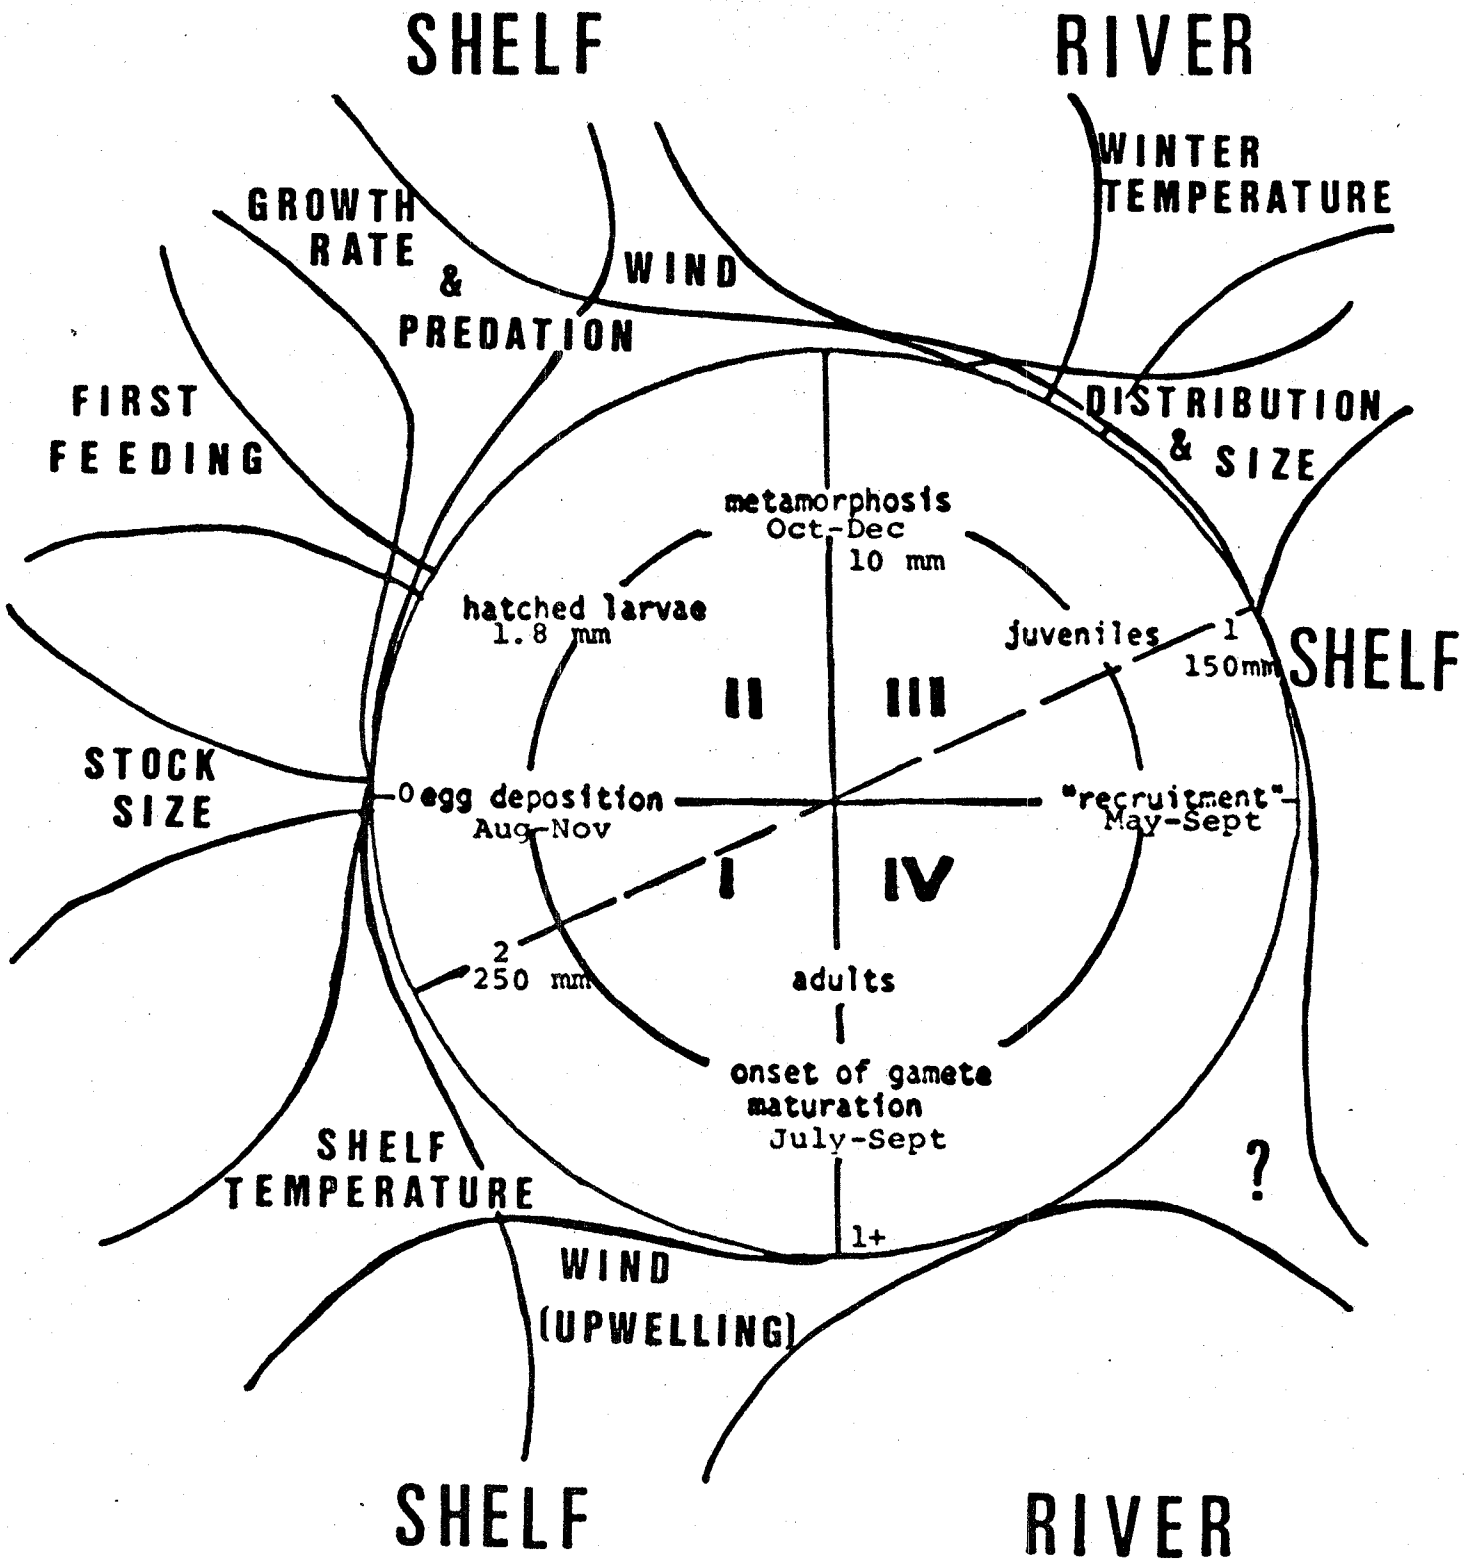 SHELF
RIVER
WINTER
TEMPERATURE
GROWTH
RATE
&
PREDATION
WIND
FIRST
FEEDING
DISTRIBUTION
& SIZE
metamorphosis
Oct-Dec
10 mm
hatched larvae
1.8 mm
juveniles
1
150mm
SHELF
II
III
STOCK
SIZE
0 egg deposition
Aug-Nov
"recruitment"
May-Sept
I
IV
2
250 mm
adults
onset of gamete
maturation
July-Sept
SHELF
TEMPERATURE
?
1+
WIND
(UPWELLING)
SHELF
RIVER